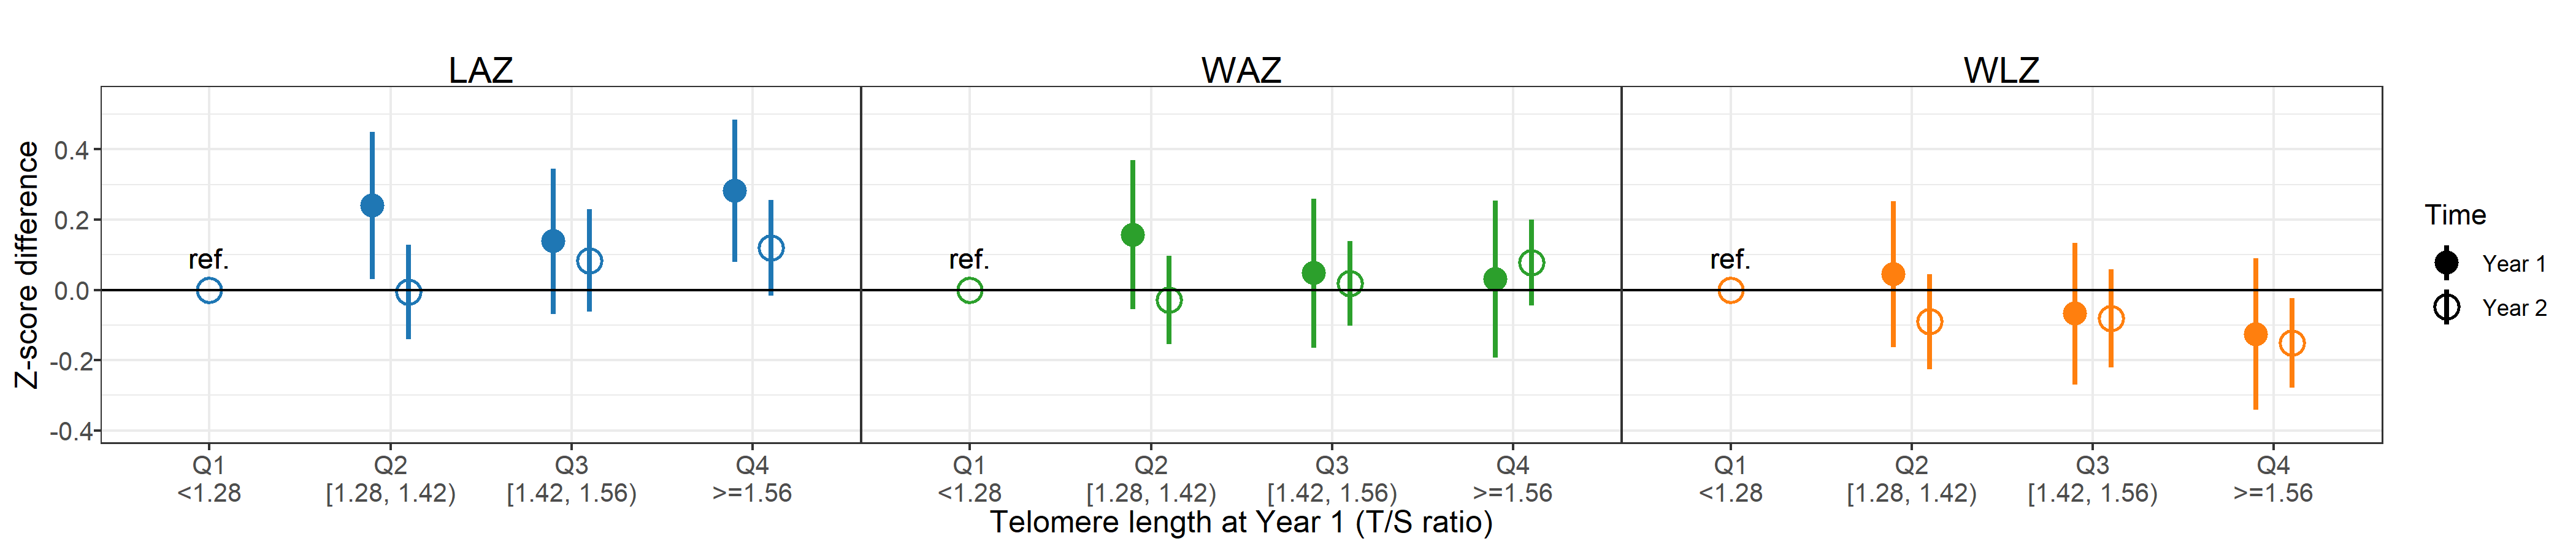 LAZ WAZ WLZ
Z-score difference
0.4
0.2
0.0
-0.2
-0.4
ref. ref. ref.
Q1 Q2 Q3 Q4 Q1 Q2 Q3 Q4 Q1 Q2 Q3 Q4
<1.28 [1.28, 1.42) [1.42, 1.56) >=1.56 <1.28 [1.28, 1.42) [1.42, 1.56) >=1.56 <1.28 [1.28, 1.42) [1.42, 1.56) >=1.56
Telomere length at Year 1 (T/S ratio)
Time
Year 1
Year 2